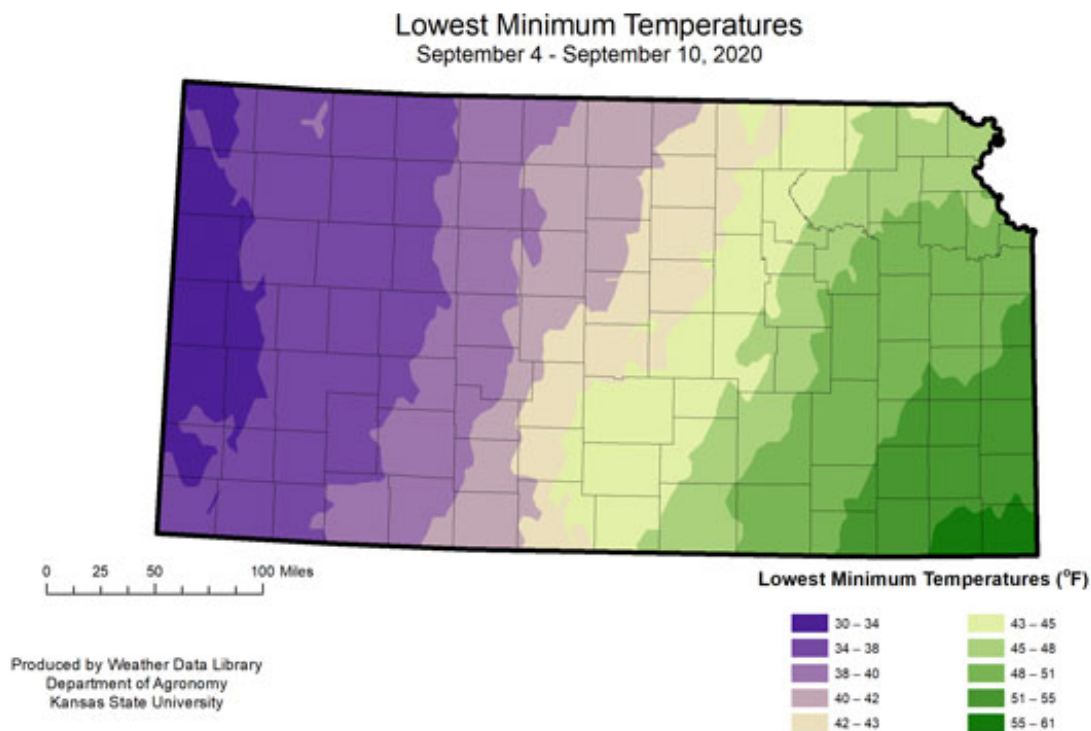 Lowest Minimum Temperatures
September 4 - September 10, 2020
0 25 50 100 Miles
Produced by Weather Data Library
Department of Agronomy
Kansas State University
Lowest Minimum Temperatures (°F)
30 – 34
34 – 38
38 – 40
40 – 42
42 – 43
43 – 45
45 – 48
48 – 51
51 – 55
55 – 61